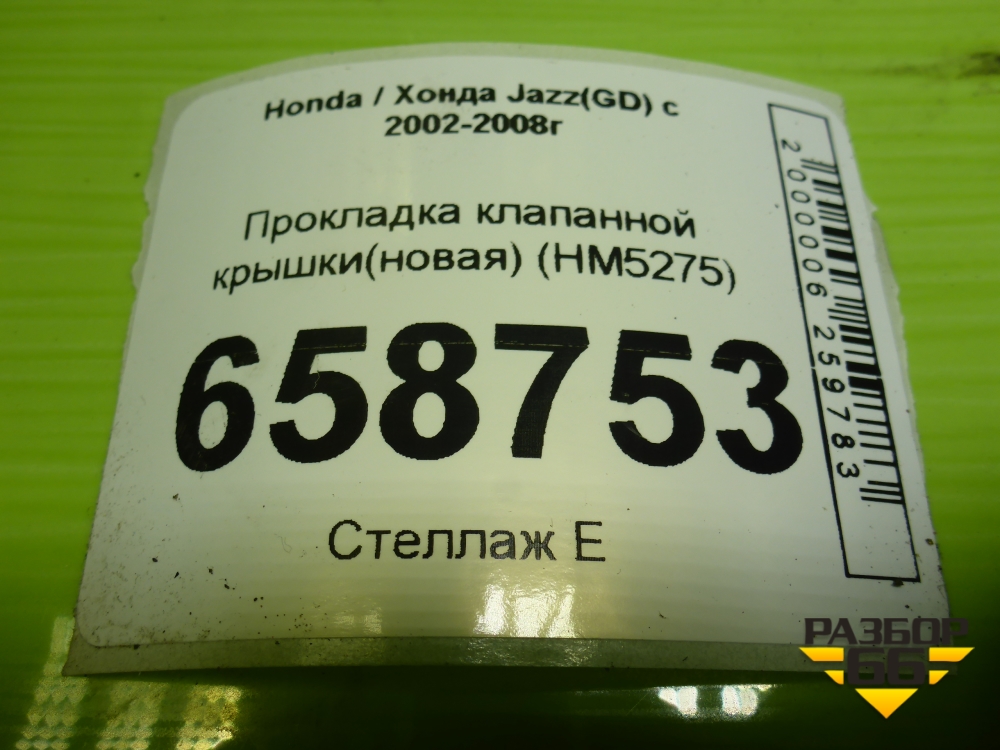 Honda / Хонда Jazz(GD) с
2002-2008г
Прокладка клапанной
крышки(новая) (HM5275)
658753
Стеллаж Е
2000006259783
РАЗБОР
66